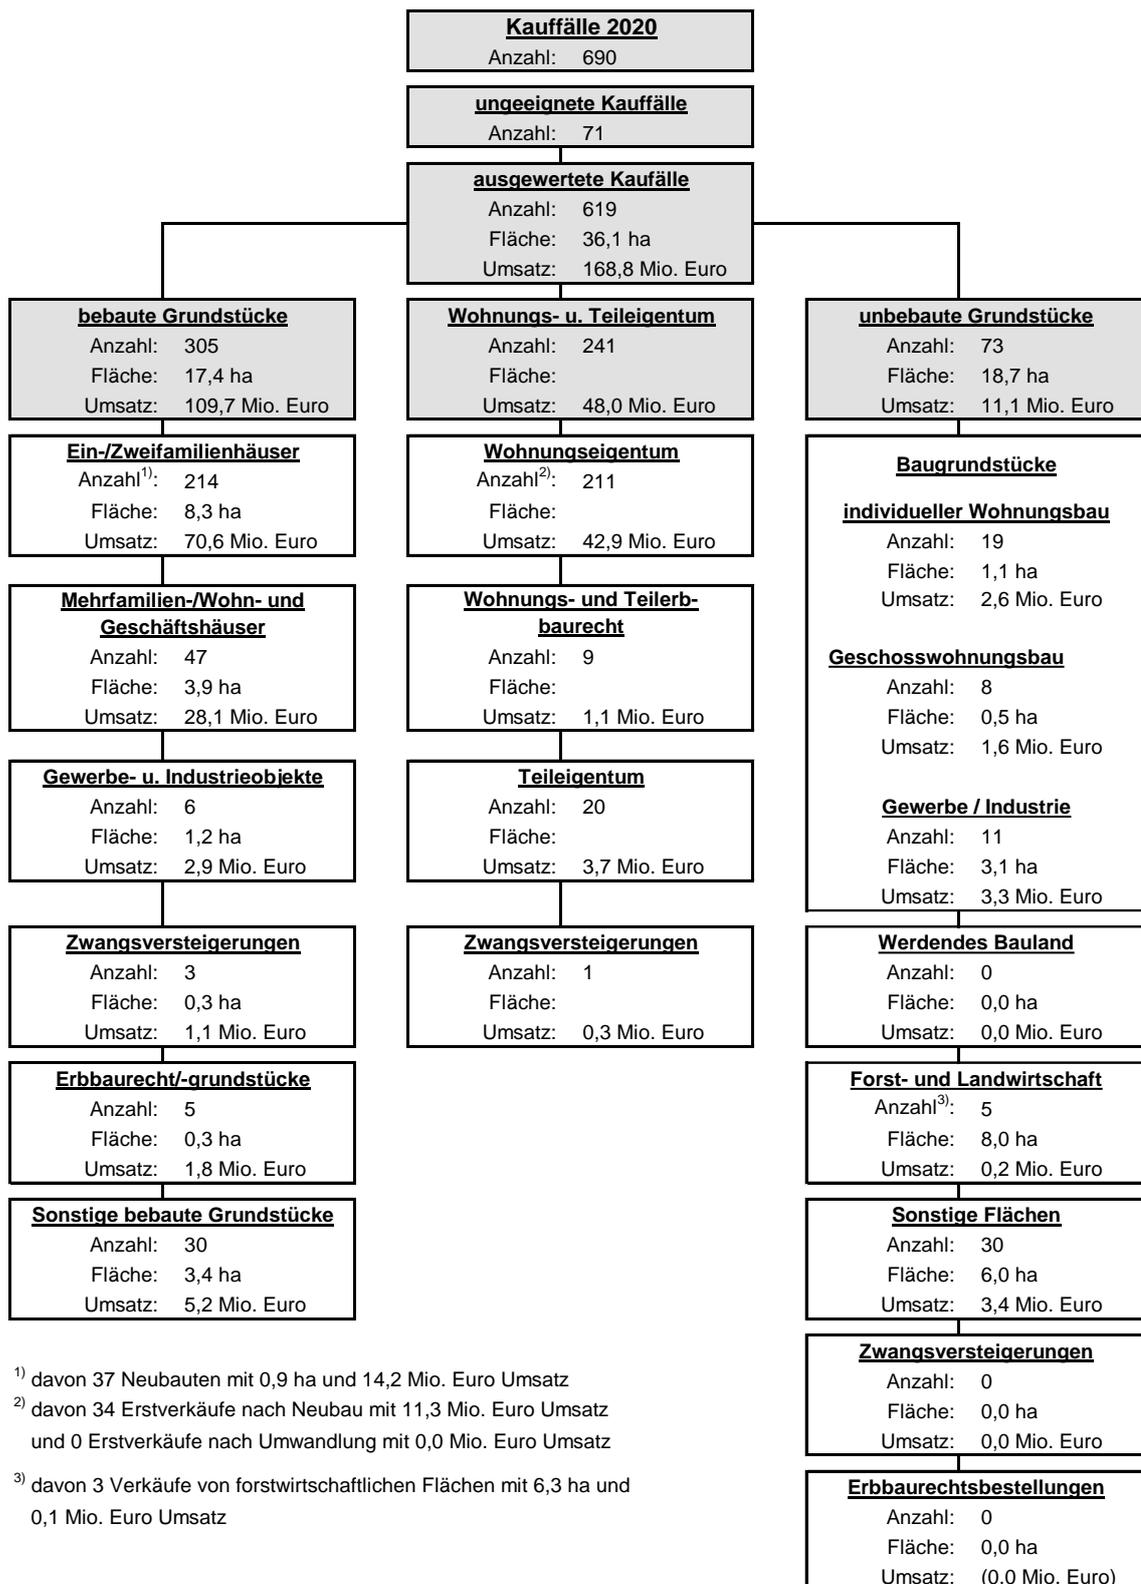 Kauffälle 2020
Anzahl: 690
ungeeignete Kauffälle
Anzahl: 71
ausgewertete Kaufälle
Anzahl: 619
Fläche: 36,1 ha
Umsatz: 168,8 Mio. Euro
bebaute Grundstücke
Anzahl: 305
Fläche: 17,4 ha
Umsatz: 109,7 Mio. Euro
Ein-/Zweifamilienhäuser
Anzahl1): 214
Fläche: 8,3 ha
Umsatz: 70,6 Mio. Euro
Mehrfamilien-/Wohn- und
Geschäftshäuser
Anzahl: 47
Fläche: 3,9 ha
Umsatz: 28,1 Mio. Euro
Gewerbe- u. Industrieobjekte
Anzahl: 6
Fläche: 1,2 ha
Umsatz: 2,9 Mio. Euro
Zwangsversteigerungen
Anzahl: 3
Fläche: 0,3 ha
Umsatz: 1,1 Mio. Euro
Erbbaurecht/-grundstücke
Anzahl: 5
Fläche: 0,3 ha
Umsatz: 1,8 Mio. Euro
Sonstige bebaute Grundstücke
Anzahl: 30
Fläche: 3,4 ha
Umsatz: 5,2 Mio. Euro
Wohnungs- u. Teileigentum
Anzahl: 241
Fläche:
Umsatz: 48,0 Mio. Euro
Wohnungseigentum
Anzahl2): 211
Fläche:
Umsatz: 42,9 Mio. Euro
Wohnungs- und Teilerb-
baurecht
Anzahl: 9
Fläche:
Umsatz: 1,1 Mio. Euro
Teileigentum
Anzahl: 20
Fläche:
Umsatz: 3,7 Mio. Euro
Zwangsversteigerungen
Anzahl: 1
Fläche:
Umsatz: 0,3 Mio. Euro
unbebaute Grundstücke
Anzahl: 73
Fläche: 18,7 ha
Umsatz: 11,1 Mio. Euro
Baugrundstücke
individueller Wohnungsbau
Anzahl: 19
Fläche: 1,1 ha
Umsatz: 2,6 Mio. Euro
Geschosswohnungsbau
Anzahl: 8
Fläche: 0,5 ha
Umsatz: 1,6 Mio. Euro
Gewerbe / Industrie
Anzahl: 11
Fläche: 3,1 ha
Umsatz: 3,3 Mio. Euro
Werdendes Bauland
Anzahl: 0
Fläche: 0,0 ha
Umsatz: 0,0 Mio. Euro
Forst- und Landwirtschaft
Anzahl3): 5
Fläche: 8,0 ha
Umsatz: 0,2 Mio. Euro
Sonstige Flächen
Anzahl: 30
Fläche: 6,0 ha
Umsatz: 3,4 Mio. Euro
Zwangsversteigerungen
Anzahl: 0
Fläche: 0,0 ha
Umsatz: 0,0 Mio. Euro
Erbbaurechtsbestellungen
Anzahl: 0
Fläche: 0,0 ha
Umsatz: (0,0 Mio. Euro)
1) davon 37 Neubauten mit 0,9 ha und 14,2 Mio. Euro Umsatz
2) davon 34 Erstverkäufe nach Neubau mit 11,3 Mio. Euro Umsatz
und 0 Erstverkäufe nach Umwandlung mit 0,0 Mio. Euro Umsatz
3) davon 3 Verkäufe von forstwirtschaftlichen Flächen mit 6,3 ha und
0,1 Mio. Euro Umsatz